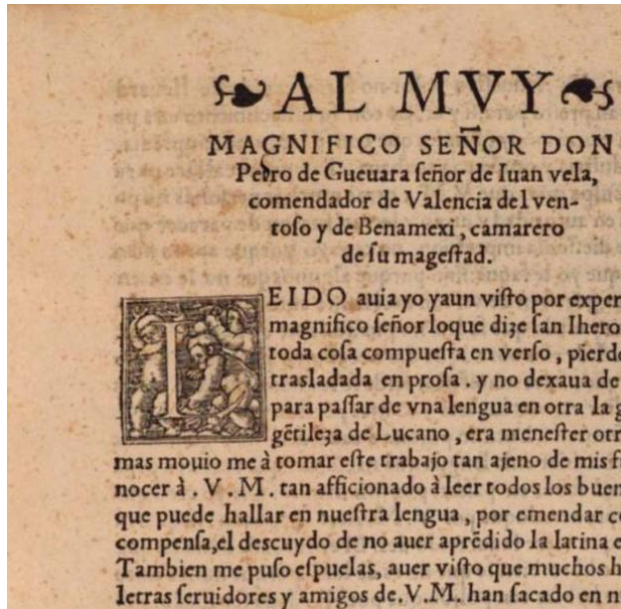 AL MVY
MAGNIFICO SEÑOR DON
Pedro de Gueuara ſeñor de Iuan vela,
comendador de Valencia del ven-
toſo y de Benamexi, camarero
de ſu mageſtad.
LEIDO auia yo yaun viſto por exper
magnifico ſeñor loque dize ſan Ihero
toda coſa compueſta en verſo, pierde
trasladada en proſa. y no dexaua de
para paſſar de vna lengua en otra la g
gẽtileza de Lucano, era meneſter otr
mas mouio me à tomar eſte trabajo tan ajeno de mis f
nocer à .V.M. tan afficionado à leer todos los buen
que puede hallar en nueſtra lengua, por emendar c
compenſa, el deſcuydo de no auer aprẽdido la latina e
Tambien me puſo eſpuelas, auer viſto que muchos h
letras ſeruidores y amigos de.V.M. han ſacado en n